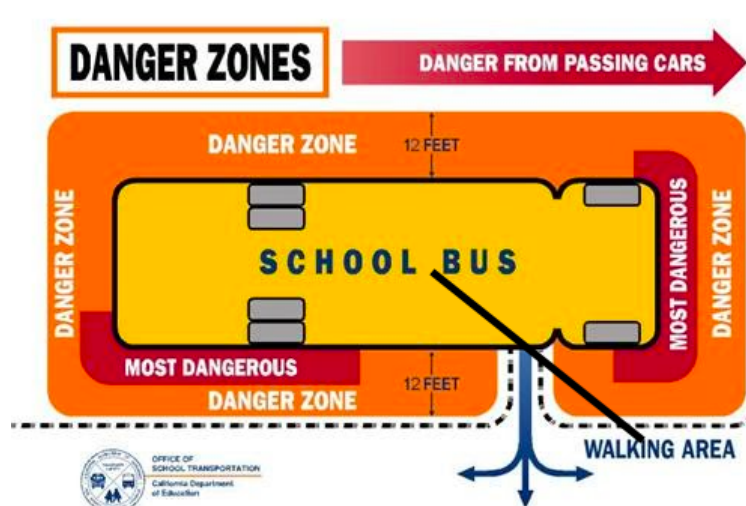 DANGER ZONES
DANGER FROM PASSING CARS
DANGER ZONE
12 FEET
DANGER ZONE
SCHOOL BUS
MOST DANGEROUS
DANGER ZONE
MOST DANGEROUS
DANGER ZONE
12 FEET
WALKING AREA
OFFICE OF
SCHOOL TRANSPORTATION
California Department
of Education